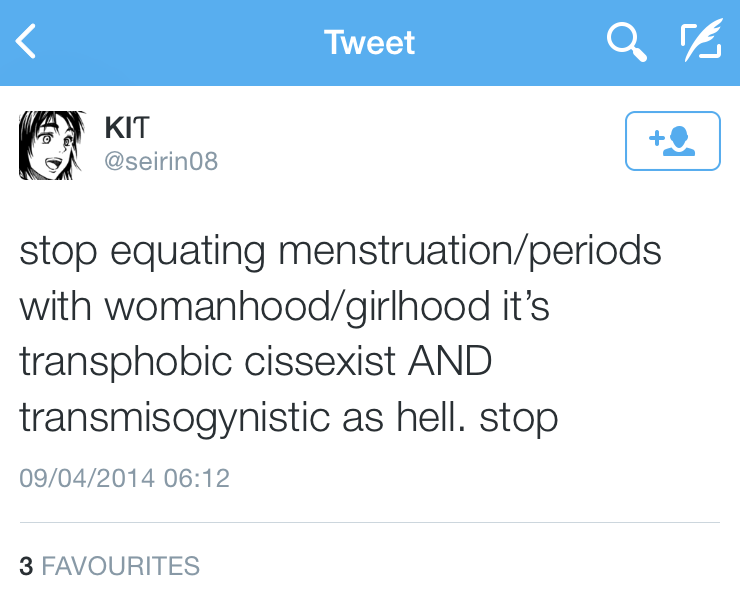 Tweet
KIT
@seirin08
stop equating menstruation/periods
with womanhood/girlhood it's
transphobic cissexist AND
transmisogynistic as hell. stop
09/04/2014 06:12
3 FAVOURITES